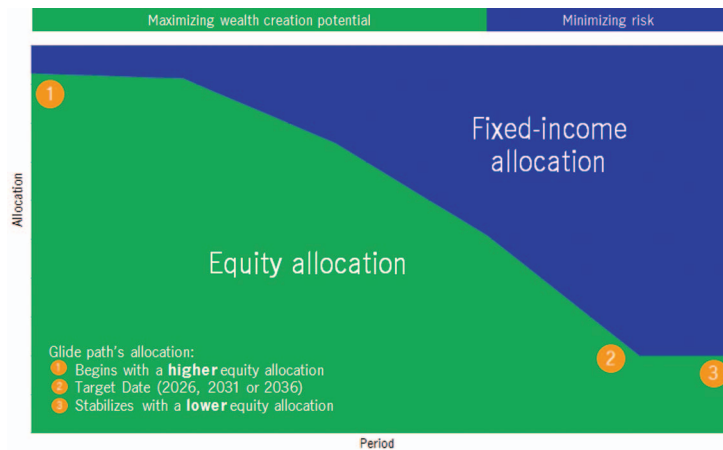 Maximizing wealth creation potential
Minimizing risk
1
Fixed-income
allocation
Allocation
Equity allocation
Glide path's allocation:
1 Begins with a higher equity allocation
2 Target Date (2026, 2031 or 2036)
3 Stabilizes with a lower equity allocation
2
3
Period